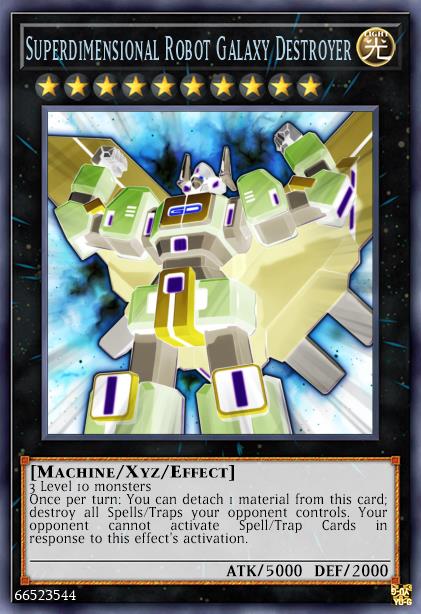 SUPERDIMENSIONAL ROBOT GALAXY DESTROYER
LIGHT
光
[MACHINE/XYZ/EFFECT]
3 Level 10 monsters
Once per turn: You can detach 1 material from this card;
destroy all Spells/Traps your opponent controls. Your
opponent cannot activate Spell/Trap Cards in
response to this effect's activation.
ATK/5000 DEF/2000
66523544